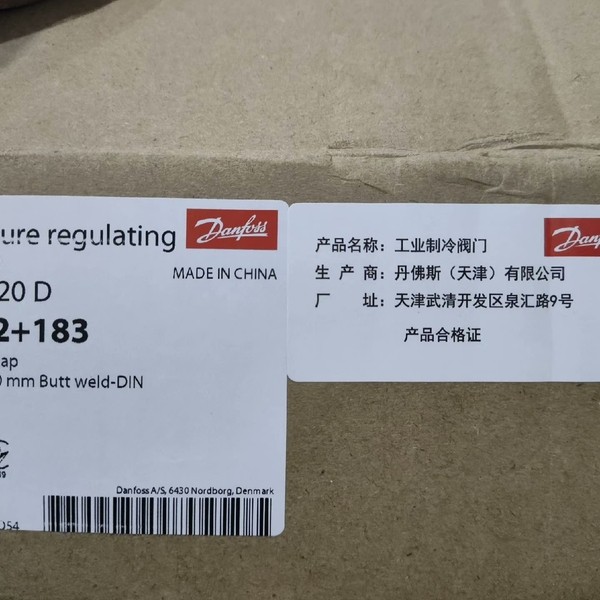 ure regulating
Danfoss
MADE IN CHINA
20 D
2+183
ap
mm Butt weld-DIN
Danfoss A/S, 6430 Nordborg, Denmark
054
Danf
产品名称：工业制冷阀门
生 产 商：丹佛斯（天津）有限公司
厂 址：天津武清开发区泉汇路9号
产品合格证